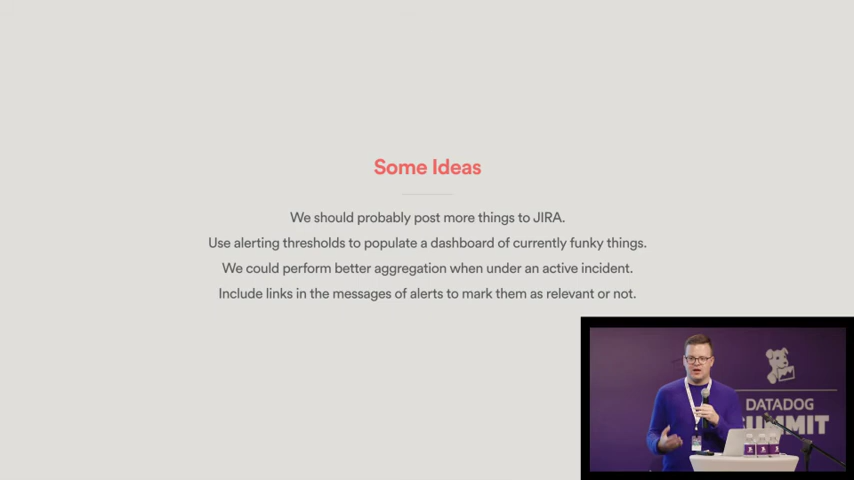 Some Ideas
We should probably post more things to JIRA.
Use alerting thresholds to populate a dashboard of currently funky things.
We could perform better aggregation when under an active incident.
Include links in the messages of alerts to mark them as relevant or not.
DATADOG
SUMMIT